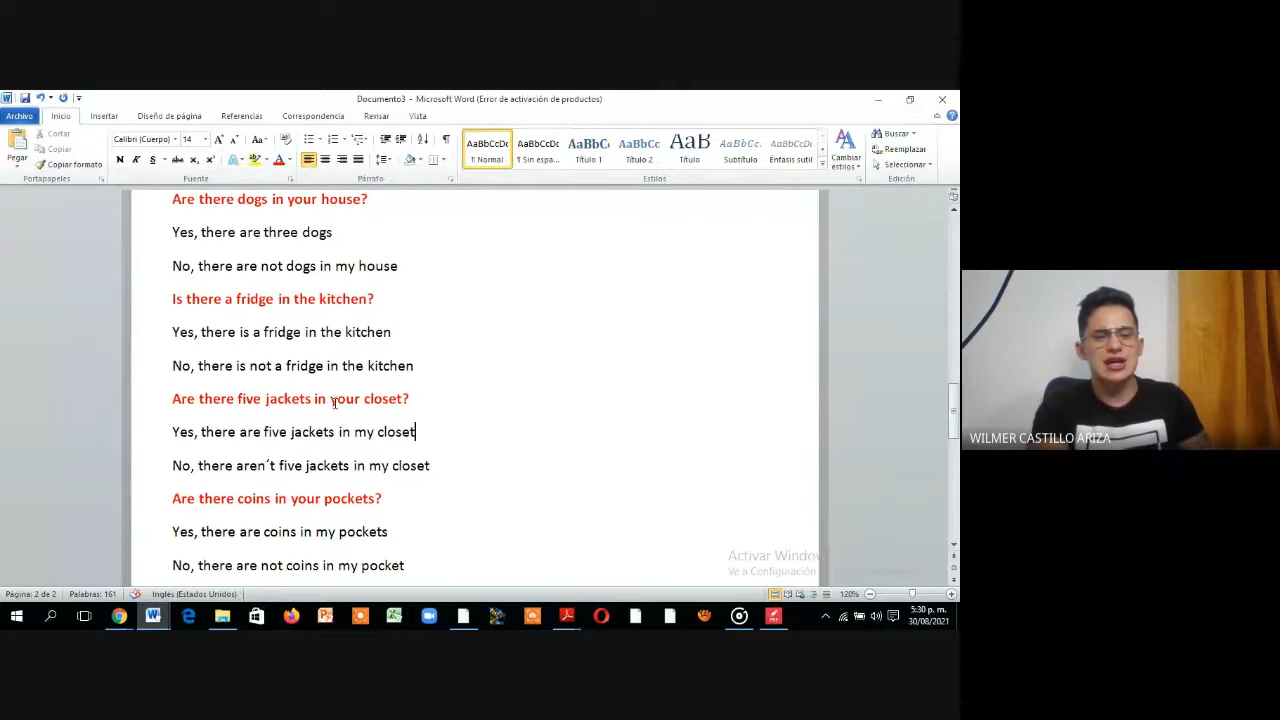 Documento3 - Microsoft Word (Error de activación de productos)
Archivo Inicio Insertar Diseño de página Referencias Correspondencia Revisar Vista
Pegar
Cortar
Copiar
Copiar formato
Portapapeles
Calibri (Cuerpo) 14
Fuente
Párrafo
AaBbCcDc AaBbCcDc AaBbC AaBbCc AaB AaBbCc. AaBbCcDc
¶ Normal ¶ Sin espa... Título 1 Título 2 Título Subtítulo Énfasis sutil
Estilos
Cambiar estilos
Buscar
Reemplazar
Seleccionar
Edición
Are there dogs in your house?
Yes, there are three dogs
No, there are not dogs in my house
Is there a fridge in the kitchen?
Yes, there is a fridge in the kitchen
No, there is not a fridge in the kitchen
Are there five jackets in your closet?
Yes, there are five jackets in my closet
No, there aren´t five jackets in my closet
Are there coins in your pockets?
Yes, there are coins in my pockets
No, there are not coins in my pocket
Activar Window
Ve a Configuración
Página: 2 de 2 Palabras: 161 Inglés (Estados Unidos) 120%
5:30 p. m.
30/08/2021
WILMER CASTILLO ARIZA